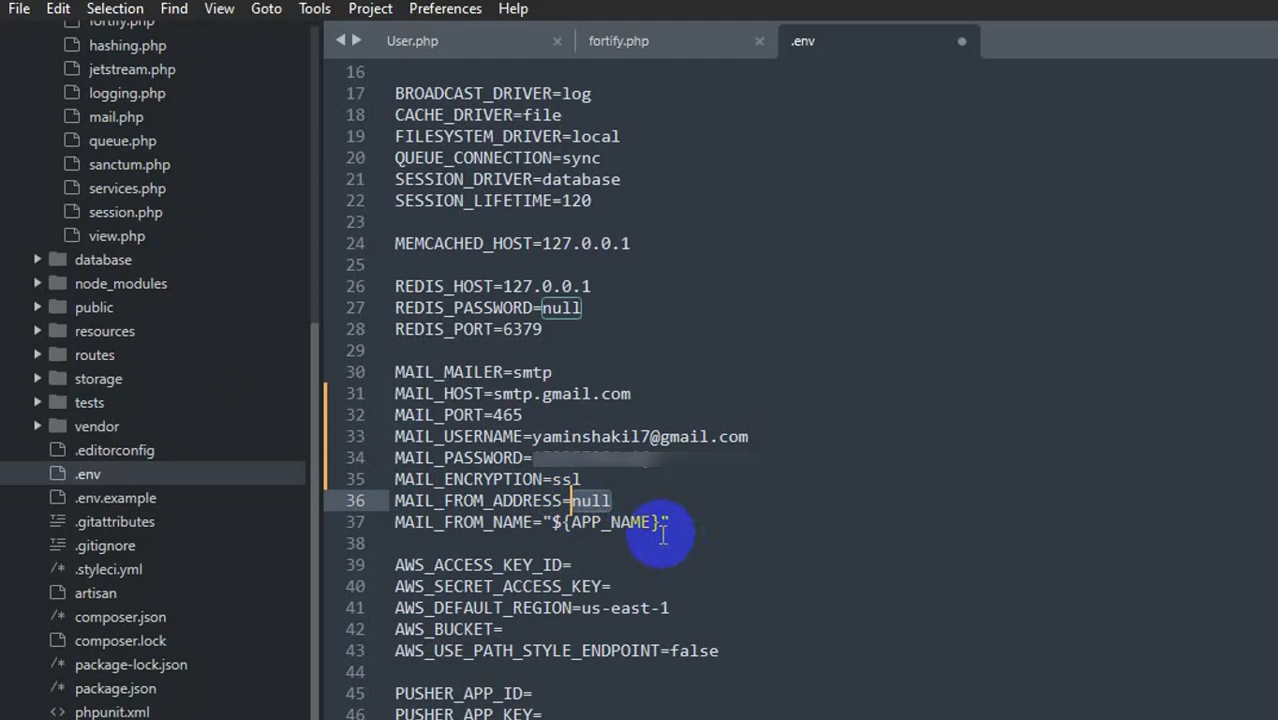 File Edit Selection Find View Goto Tools Project Preferences Help
fortify.php
hashing.php
jetstream.php
logging.php
mail.php
queue.php
sanctum.php
services.php
session.php
view.php
database
node_modules
public
resources
routes
storage
tests
vendor
.editorconfig
.env
.env.example
.gitattributes
.gitignore
.styleci.yml
artisan
composer.json
composer.lock
package-lock.json
package.json
phpunit.xml
User.php fortify.php .env
16
17 BROADCAST_DRIVER=log
18 CACHE_DRIVER=file
19 FILESYSTEM_DRIVER=local
20 QUEUE_CONNECTION=sync
21 SESSION_DRIVER=database
22 SESSION_LIFETIME=120
23
24 MEMCACHED_HOST=127.0.0.1
25
26 REDIS_HOST=127.0.0.1
27 REDIS_PASSWORD=null
28 REDIS_PORT=6379
29
30 MAIL_MAILER=smtp
31 MAIL_HOST=smtp.gmail.com
32 MAIL_PORT=465
33 MAIL_USERNAME=yaminshakil7@gmail.com
34 MAIL_PASSWORD=
35 MAIL_ENCRYPTION=ssl
36 MAIL_FROM_ADDRESS=null
37 MAIL_FROM_NAME="${APP_NAME}"
38
39 AWS_ACCESS_KEY_ID=
40 AWS_SECRET_ACCESS_KEY=
41 AWS_DEFAULT_REGION=us-east-1
42 AWS_BUCKET=
43 AWS_USE_PATH_STYLE_ENDPOINT=false
44
45 PUSHER_APP_ID=
46 PUSHER_APP_KEY=